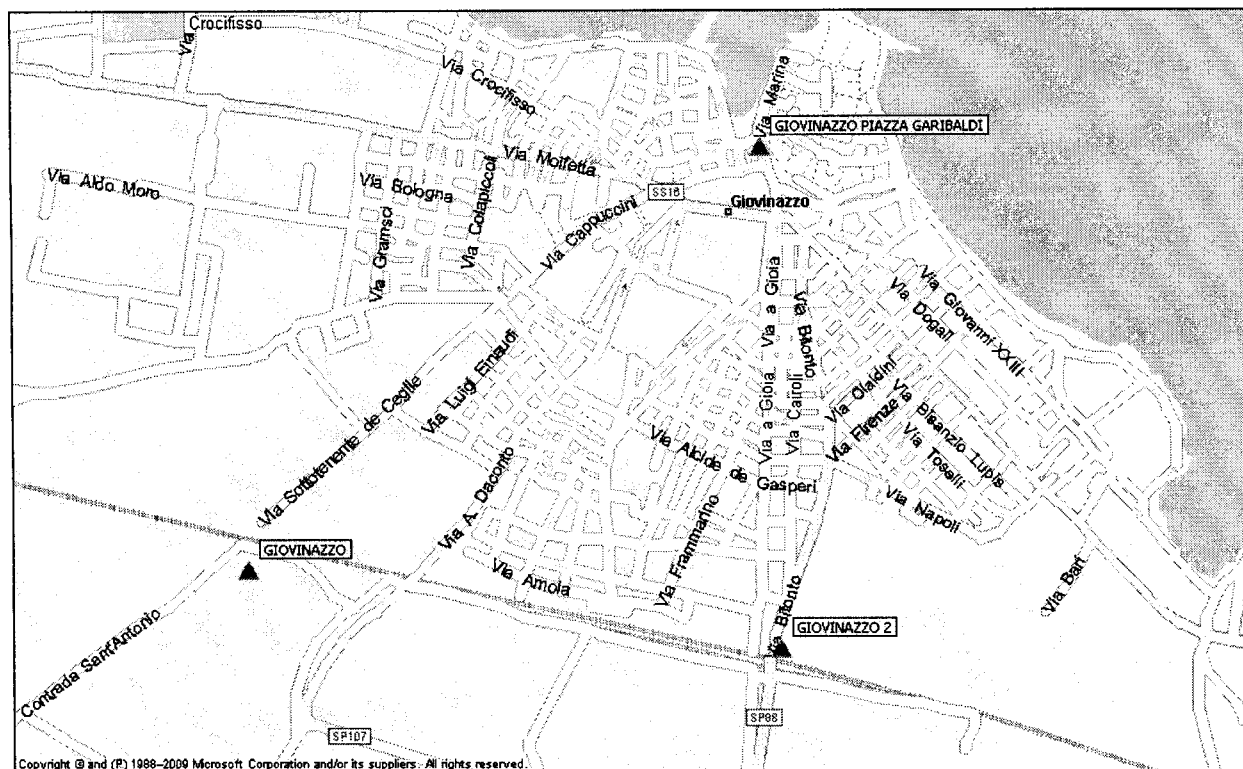 Via Crocifisso
Via Crocifisso
Via Marina
GIOVINAZZO PIAZZA GARIBALDI
Via Molfetta
Via Aldo Moro
Via Bologna
Via Colapiccoli
SS16
Giovinazzo
Via Cappuccini
Via Gramsci
Via a Gioia
Via Bitonto
Via Giovanni XXIII
Via Dogali
Via Luigi Einaudi
Via Sottotenente de Ceglie
Via a Gioia
Via Cairoli
Via Cialdini
Via Firenze
Via Bisanzio Lupis
Via Toselli
Via Alcide de Gasperi
Via Napoli
Via A. Daconto
Via Frammarino
GIOVINAZZO
Via Amola
Via Bari
Via Bitonto
GIOVINAZZO 2
Contrada Sant'Antonio
SP107
SP88
Copyright © and (P) 1988–2009 Microsoft Corporation and/or its suppliers. All rights reserved.